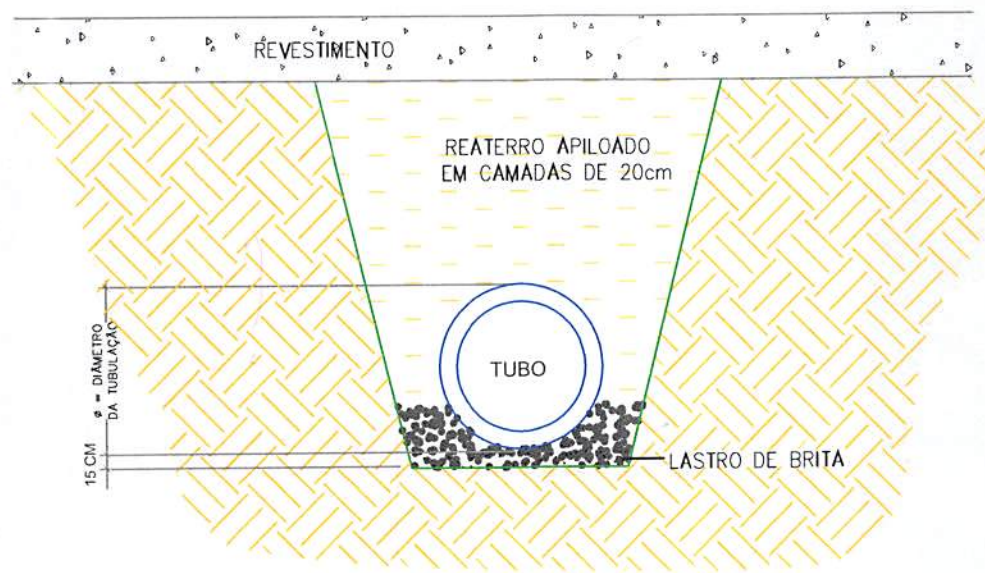 REVESTIMENTO
REATERRO APILOADO
EM CAMADAS DE 20cm
ø = DIÂMETRO
DA TUBULAÇÃO
TUBO
15 CM
LASTRO DE BRITA